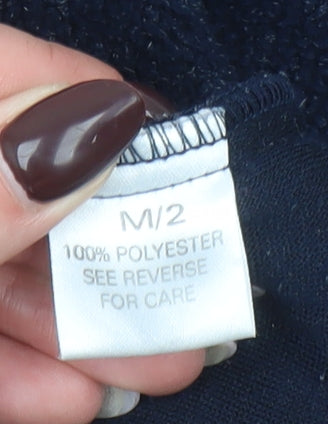 M/2
100% POLYESTER
SEE REVERSE
FOR CARE